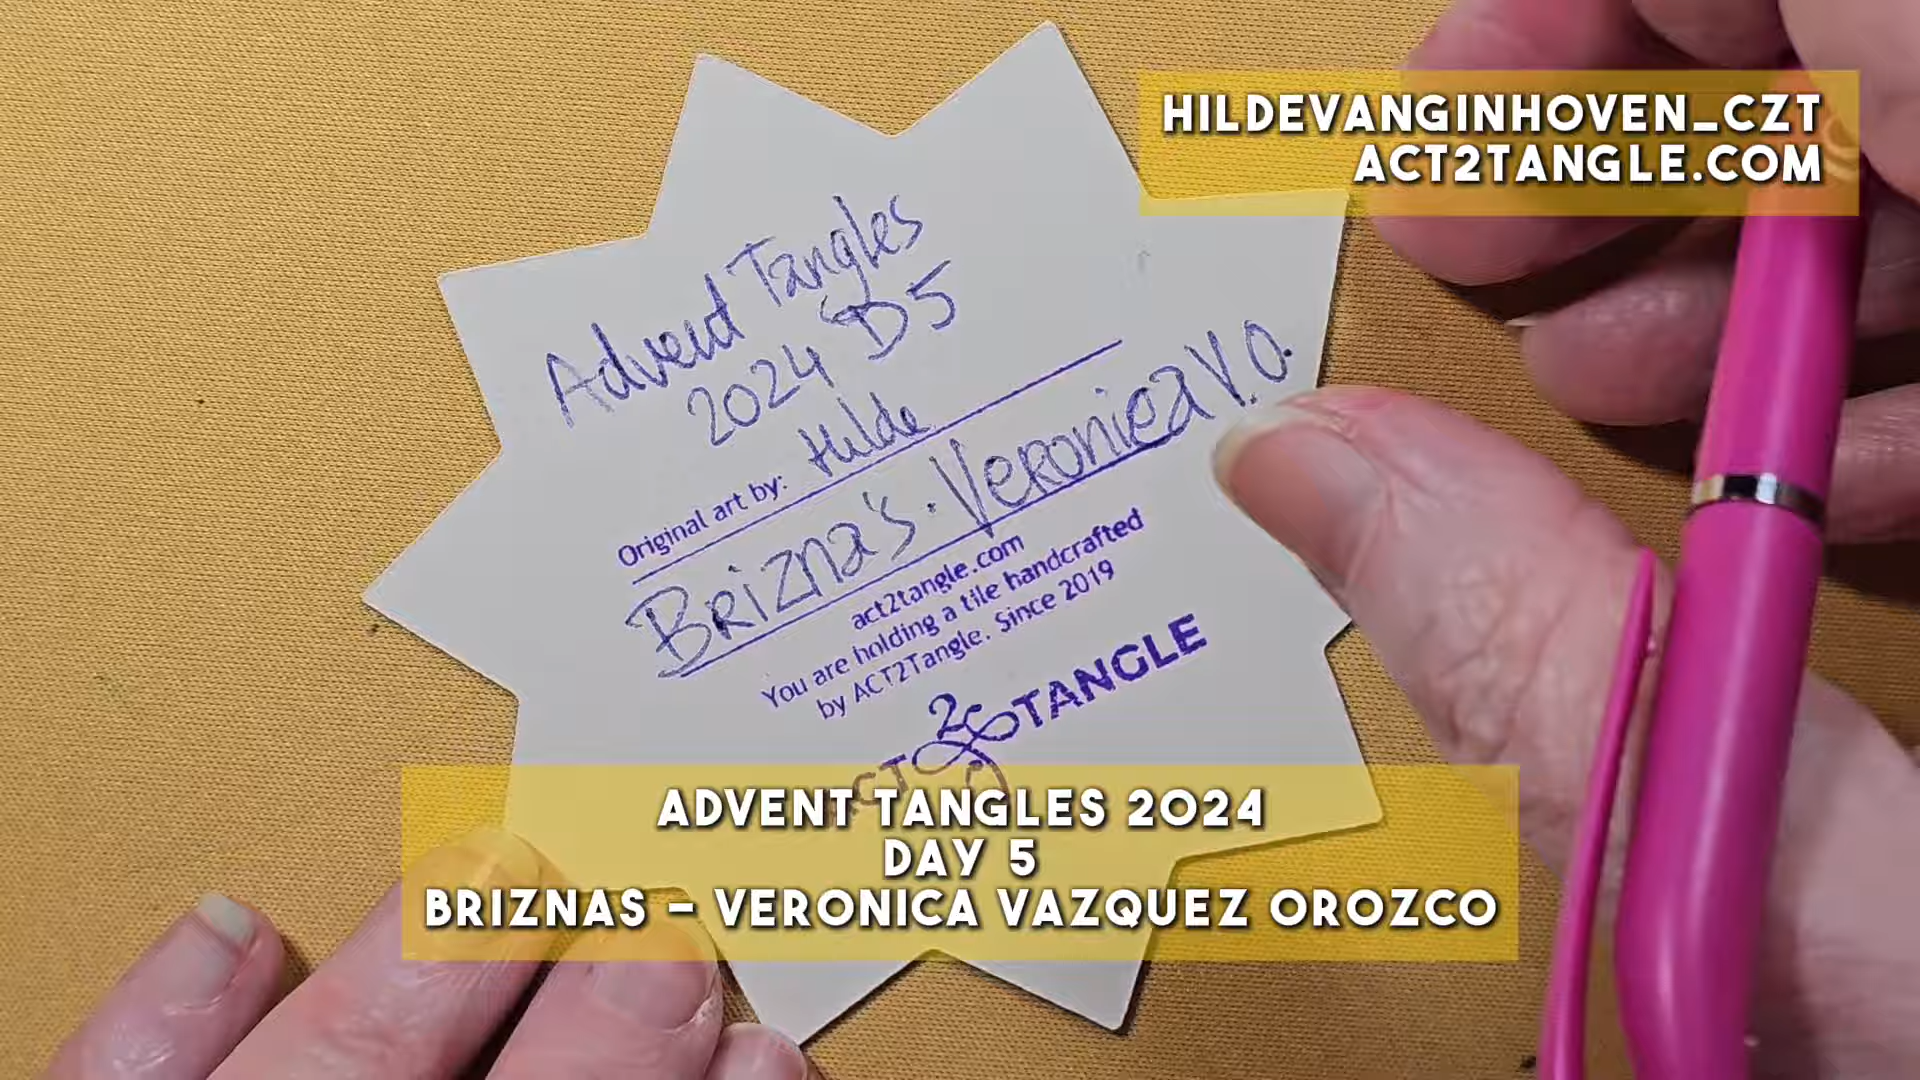 HILDEVANGINHOVEN_CZT
ACT2TANGLE.COM
Advent Tangles
2024 D5
Original art by: Hilde
Brizna's. Veronica V.O.
act2tangle.com
You are holding a tile handcrafted
by ACT2Tangle. Since 2019
ACT2TANGLE
ADVENT TANGLES 2024
DAY 5
BRIZNAS – VERONICA VAZQUEZ OROZCO